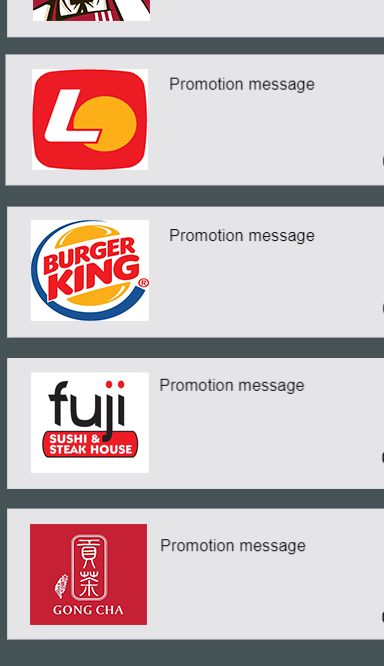 L
Promotion message
BURGER
KING®
Promotion message
fuji
SUSHI &
STEAK HOUSE
Promotion message
貢茶
GONG CHA
Promotion message